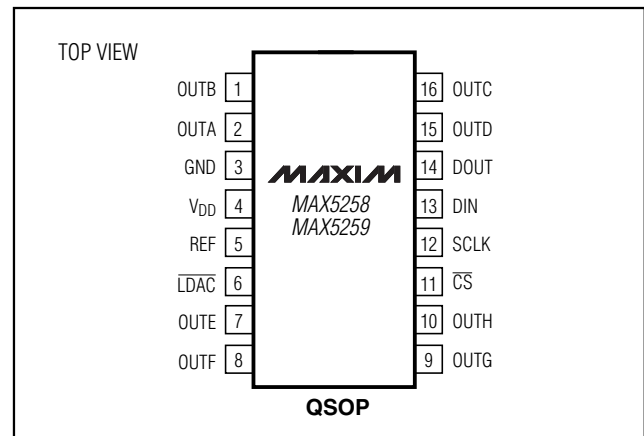 TOP VIEW
OUTB 1
OUTA 2
GND 3
VDD 4
REF 5
LDAC 6
OUTE 7
OUTF 8
MAXIM
MAX5258
MAX5259
16 OUTC
15 OUTD
14 DOUT
13 DIN
12 SCLK
11 CS
10 OUTH
9 OUTG
QSOP